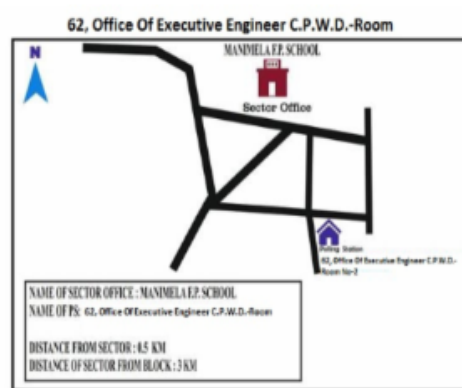 62, Office Of Executive Engineer C.P.W.D.-Room
N
MANIMELA F.P. SCHOOL
Sector Office
Polling Station
62, Office Of Executive Engineer C.P.W.D.-
Room No-2
NAME OF SECTOR OFFICE : MANIMELA F.P. SCHOOL
NAME OF PS: 62, Office Of Executive Engineer C.P.W.D.-Room
DISTANCE FROM SECTOR : 0.5 KM
DISTANCE OF SECTOR FROM BLOCK : 3 KM